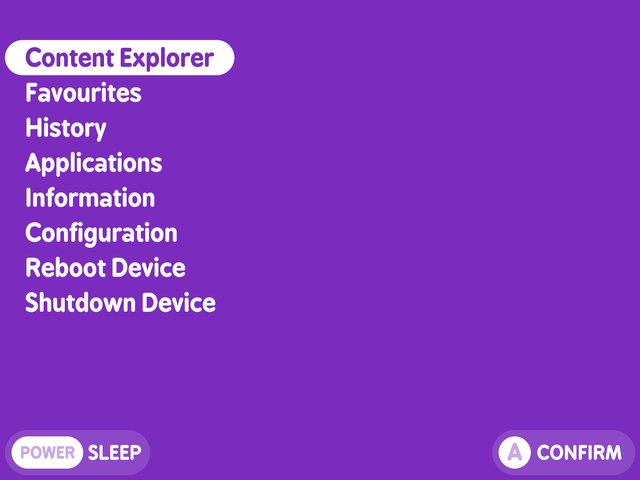 Content Explorer
Favourites
History
Applications
Information
Configuration
Reboot Device
Shutdown Device
POWER SLEEP
A CONFIRM